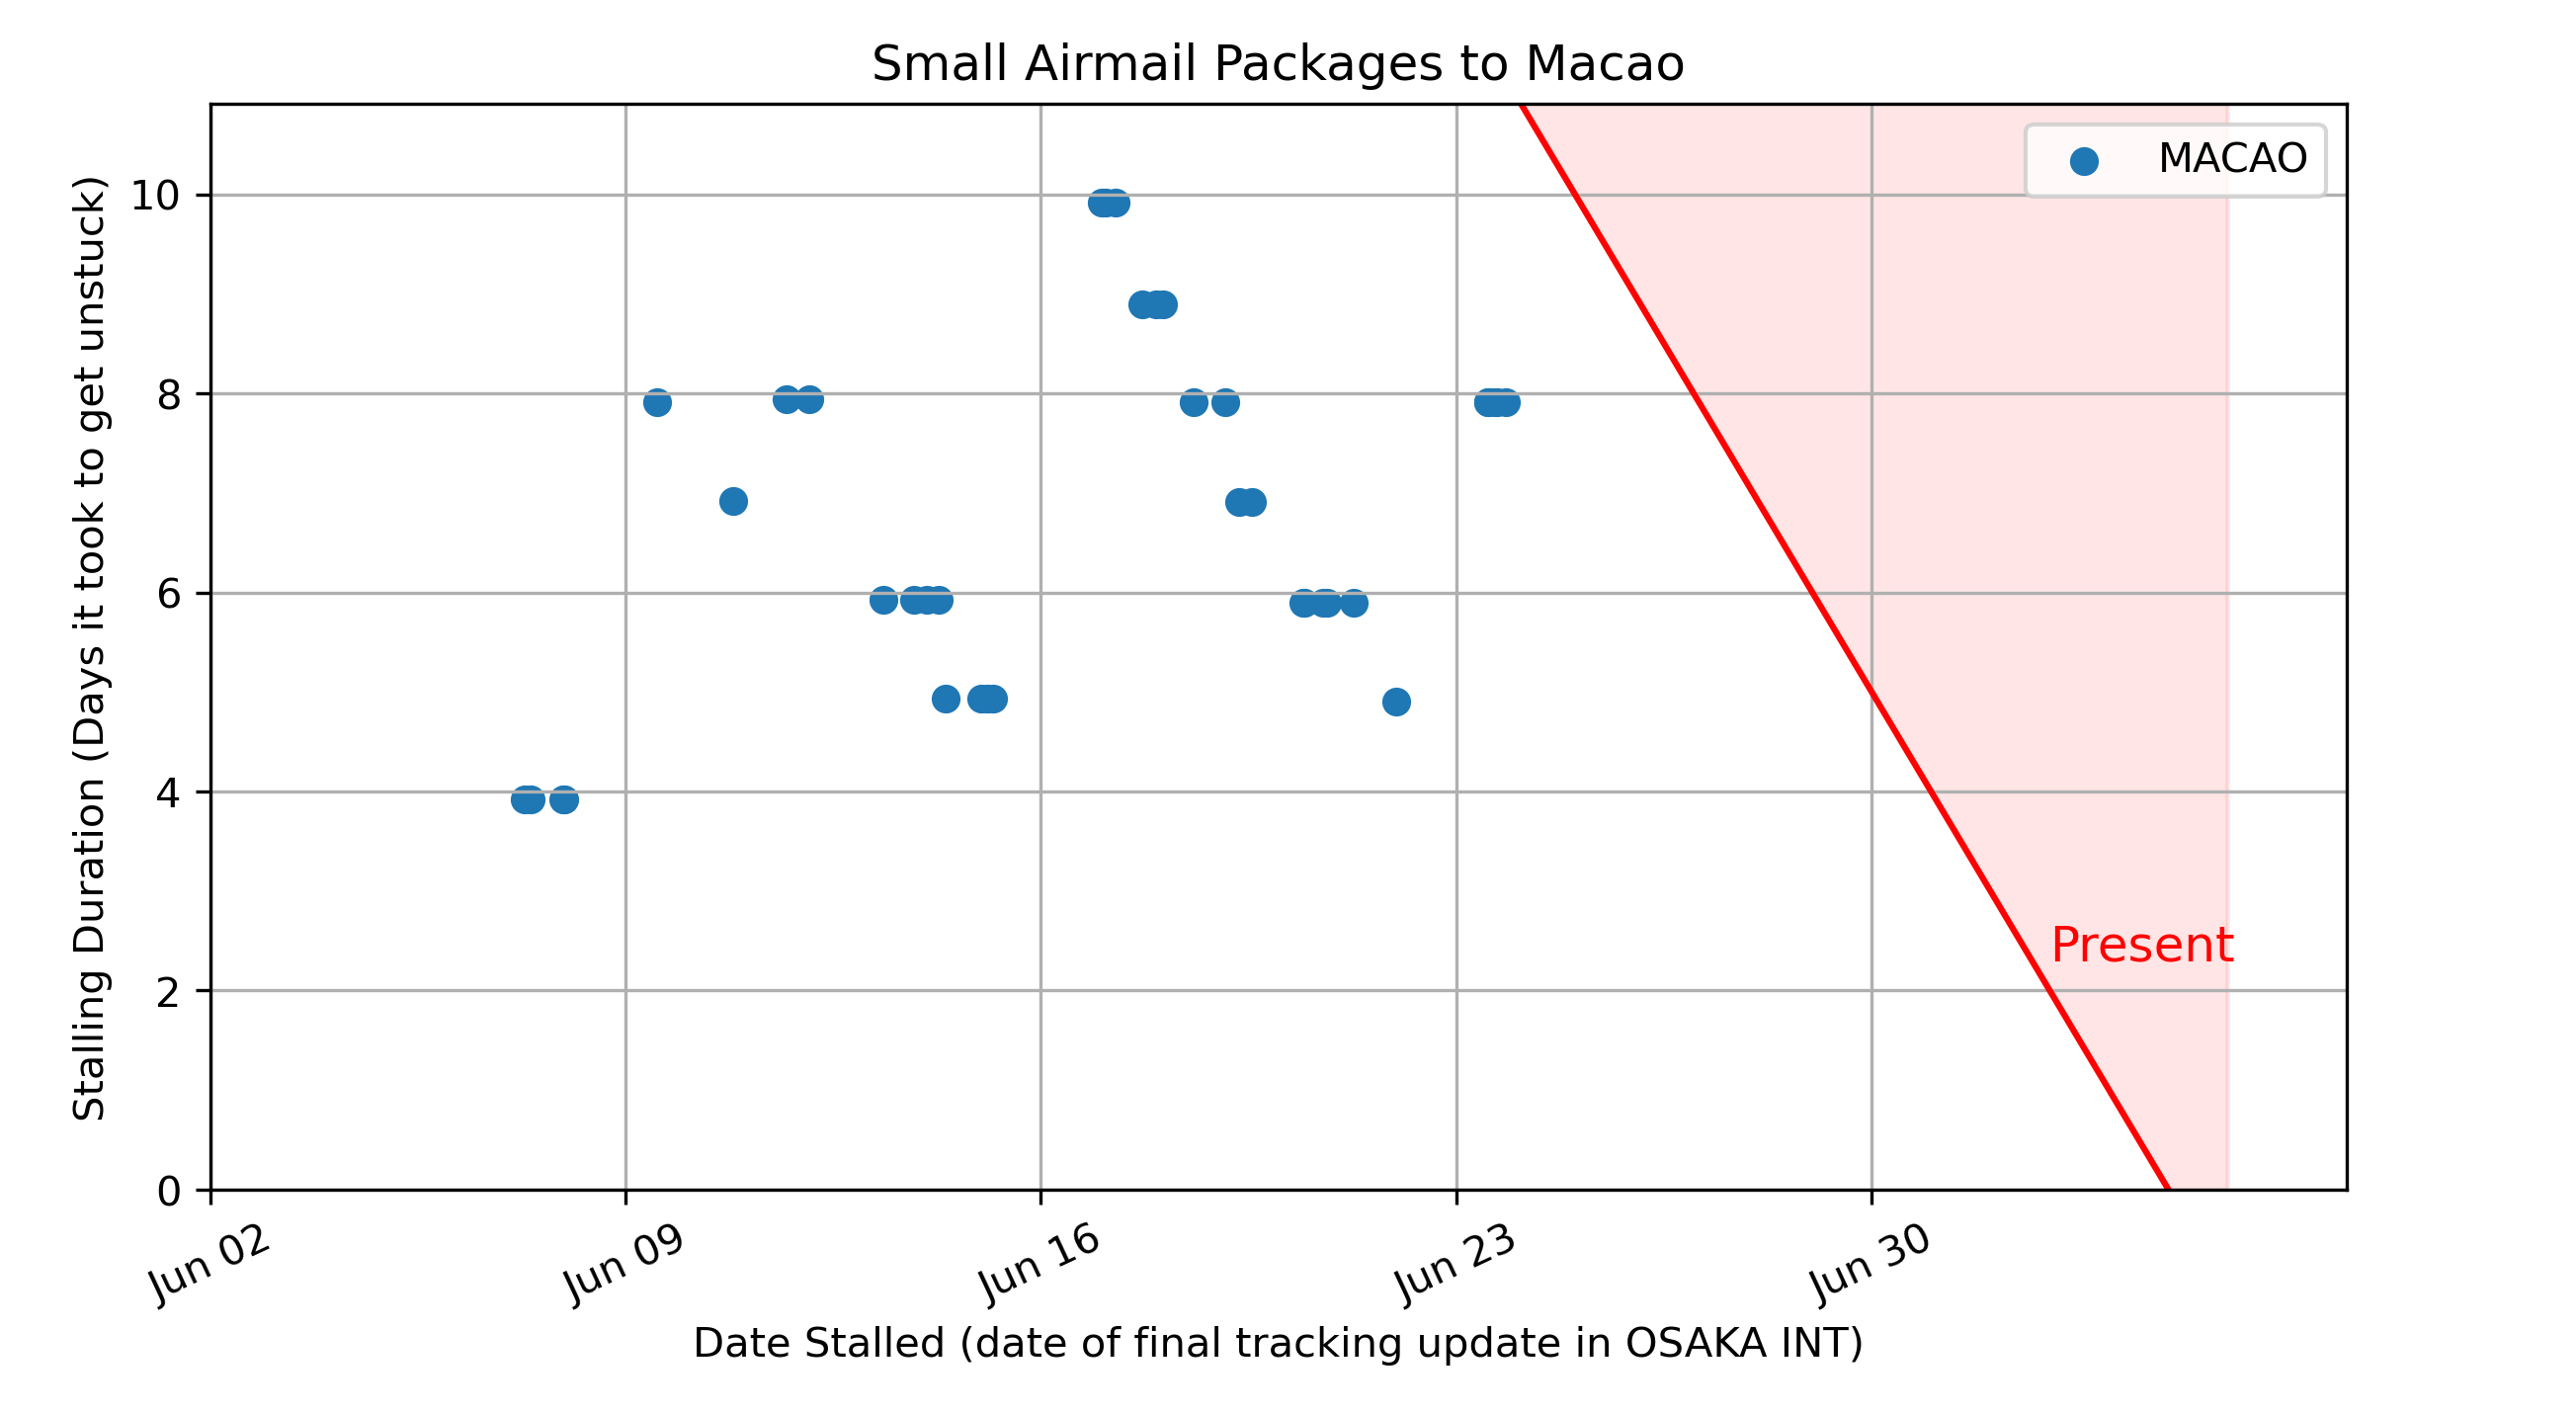 Small Airmail Packages to Macao
MACAO
Stalling Duration (Days it took to get unstuck)
10
8
6
4
2
0
Present
Jun 02
Jun 09
Jun 16
Jun 23
Jun 30
Date Stalled (date of final tracking update in OSAKA INT)